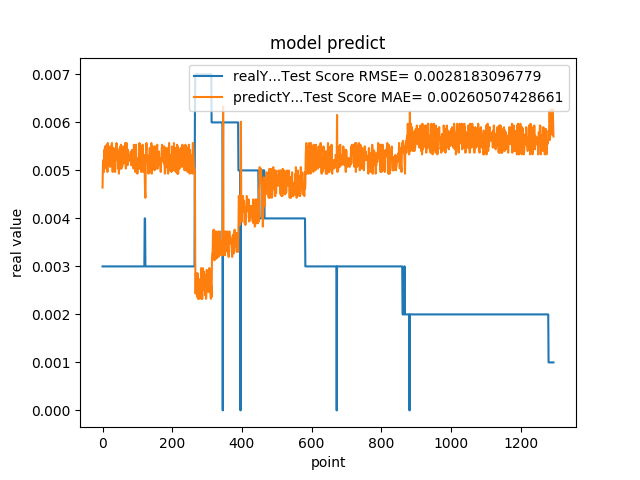 model predict
realY...Test Score RMSE= 0.0028183096779
predictY...Test Score MAE= 0.00260507428661
0.007
0.006
0.005
0.004
0.003
0.002
0.001
0.000
real value
0 200 400 600 800 1000 1200
point